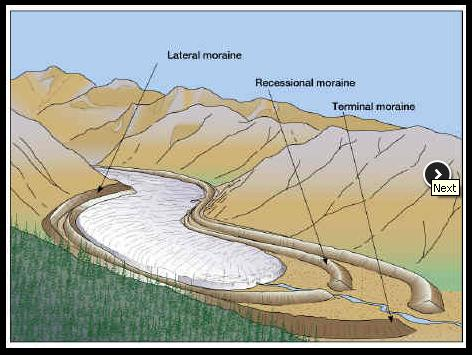 Lateral moraine
Recessional moraine
Terminal moraine
Next